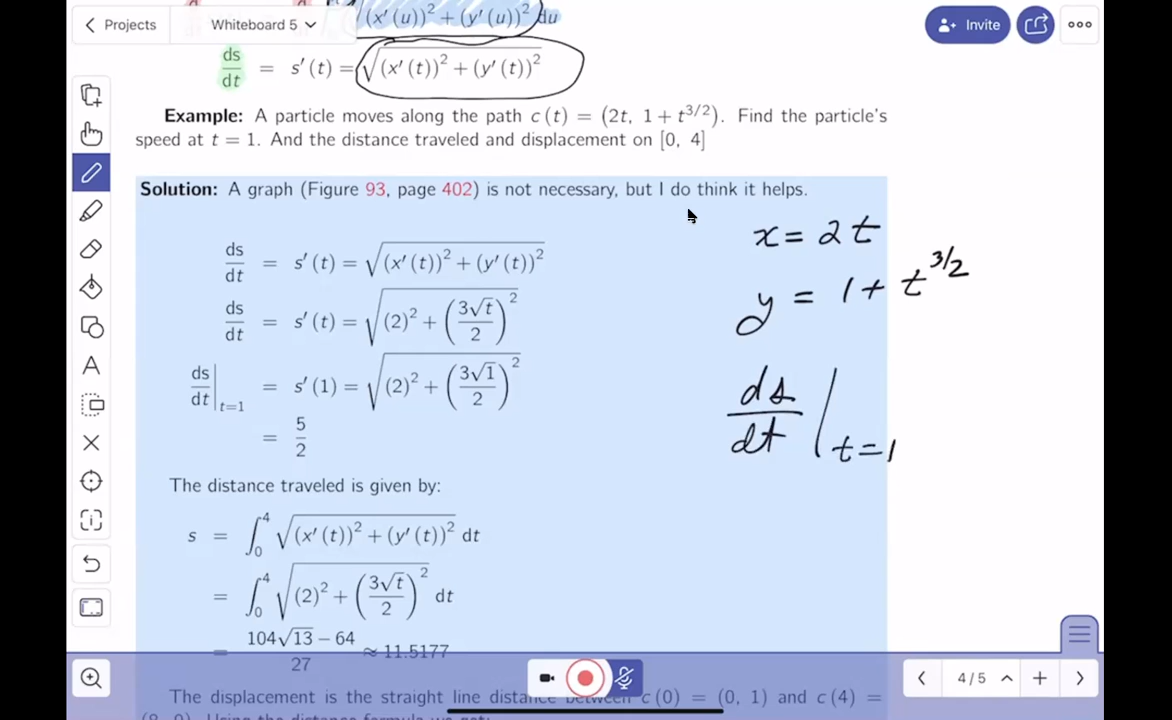 Projects
Whiteboard 5
Invite
√(x′(u))² + (y′(u))² du
ds/dt = s′(t) = √(x′(t))² + (y′(t))²
Example: A particle moves along the path c(t) = (2t, 1 + t^{3/2}). Find the particle's
speed at t = 1. And the distance traveled and displacement on [0, 4]
Solution: A graph (Figure 93, page 402) is not necessary, but I do think it helps.
x = 2t
y = 1 + t^{3/2}
ds/dt |t=1
ds/dt = s′(t) = √(x′(t))² + (y′(t))²
ds/dt = s′(t) = √(2)² + (3√t/2)²
ds/dt |t=1 = s′(1) = √(2)² + (3√1/2)²
= 5/2
The distance traveled is given by:
s = ∫₀⁴ √(x′(t))² + (y′(t))² dt
= ∫₀⁴ √(2)² + (3√t/2)² dt
= 104√13 − 64/27 ≈ 11.5177
The displacement is the straight line distance between c(0) = (0, 1) and c(4) =
4/5